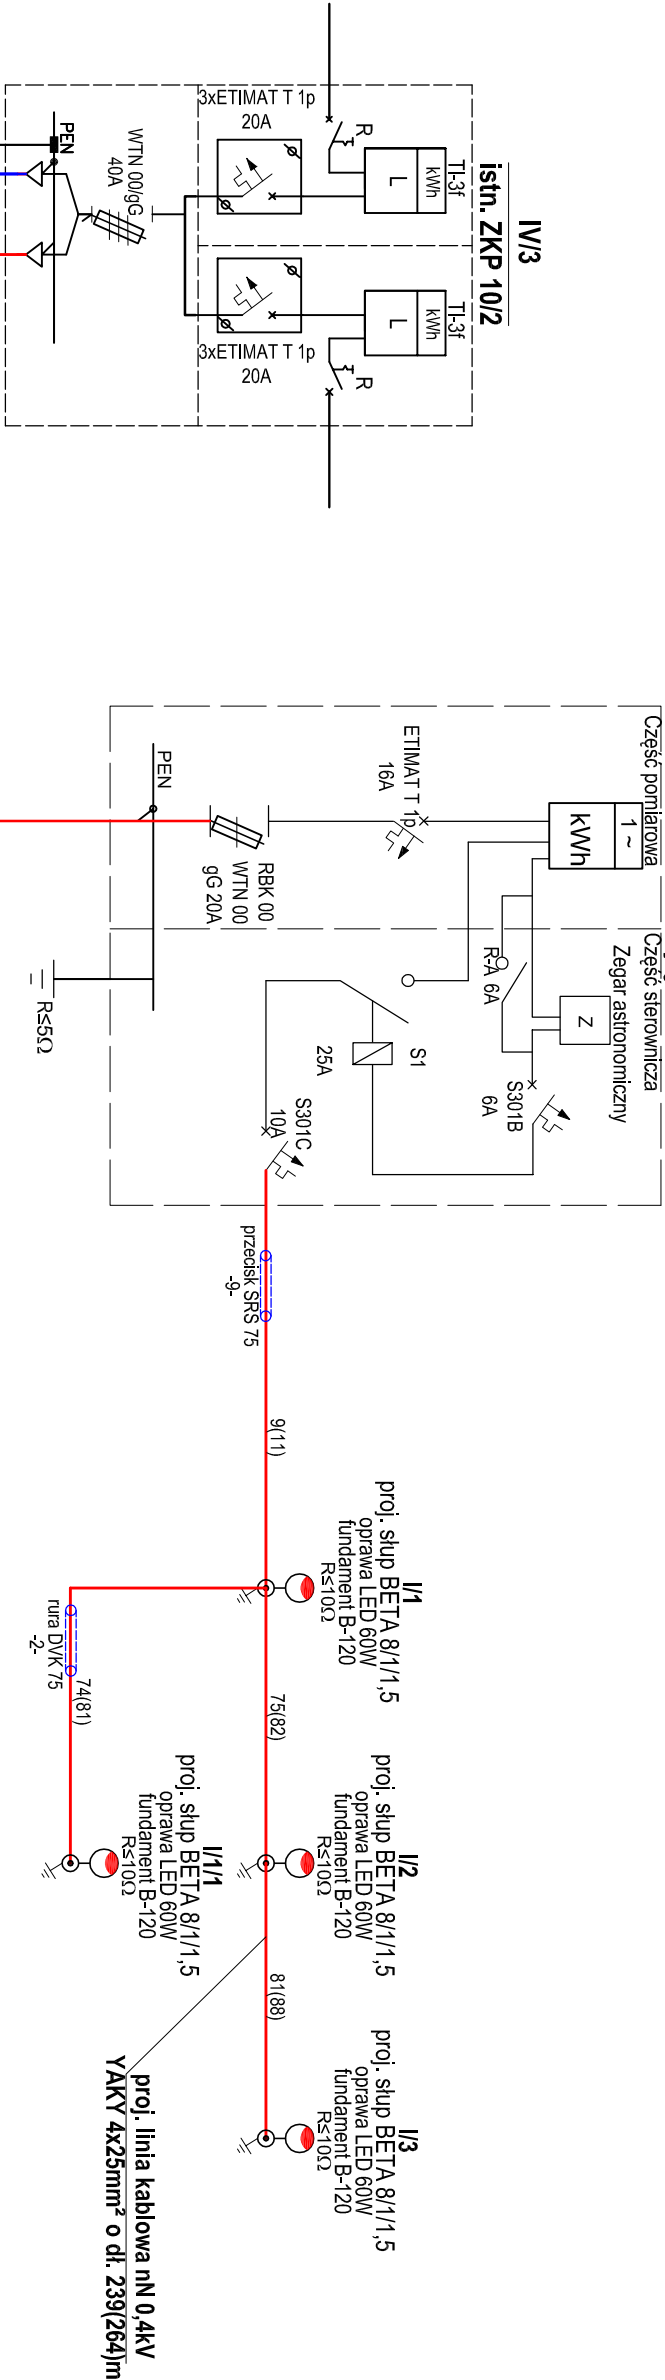 IV/3
istn. ZKP 10/2
TI-3f
kWh
L
R
3xETIMAT T 1p
20A
TI-3f
kWh
L
R
3xETIMAT T 1p
20A
WTN 00/gG
40A
PEN
Część pomiarowa
1 ~
kWh
ETIMAT T 1p
16A
RBK 00
WTN 00
gG 20A
PEN
R≤5Ω
Część sterownicza
Zegar astronomiczny
Z
R-A 6A
S301B
6A
S1
25A
S301C
10A
przecisk SRS 75
-9-
9(11)
I/1
proj. słup BETA 8/1/1,5
oprawa LED 60W
fundament B-120
R≤10Ω
rura DVK 75
-2-
74(81)
75(82)
I/1/1
proj. słup BETA 8/1/1,5
oprawa LED 60W
fundament B-120
R≤10Ω
I/2
proj. słup BETA 8/1/1,5
oprawa LED 60W
fundament B-120
R≤10Ω
81(88)
I/3
proj. słup BETA 8/1/1,5
oprawa LED 60W
fundament B-120
R≤10Ω
proj. linia kablowa nN 0,4kV
YAKY 4x25mm² o dł. 239(264)m